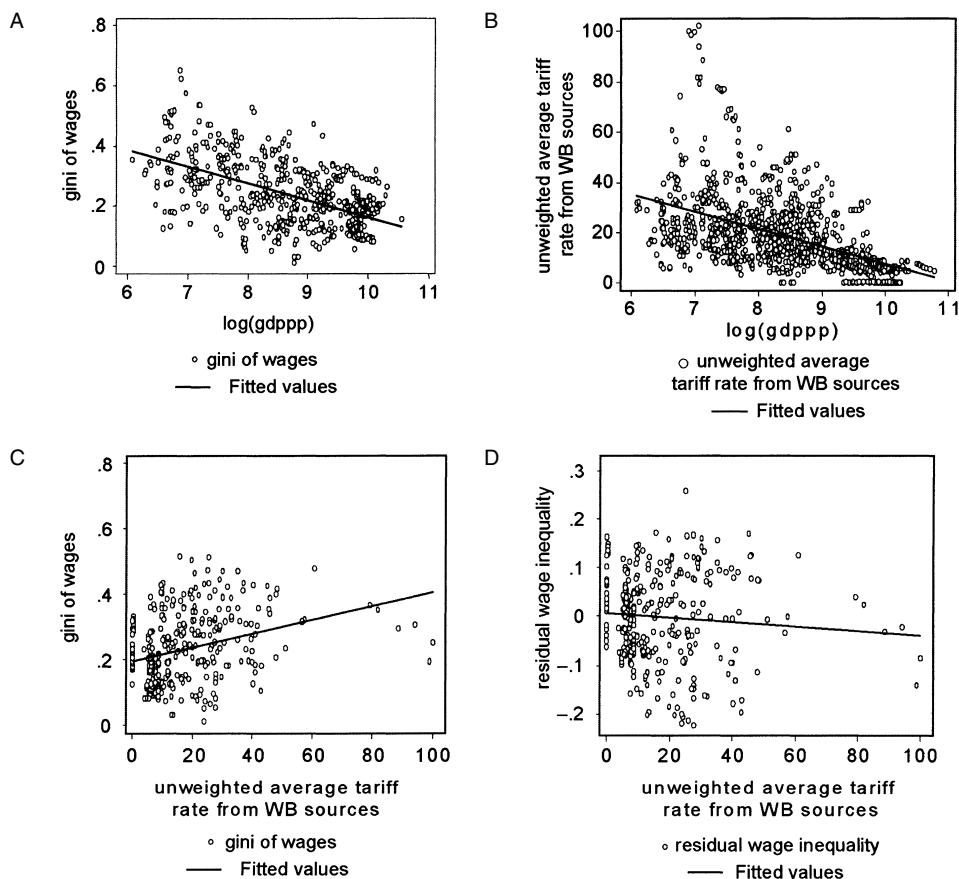 A
.8
.6
.4
.2
0
gini of wages
6 7 8 9 10 11
log(gdppp)
gini of wages
Fitted values
B
100
80
60
40
20
0
unweighted average tariff
rate from WB sources
6 7 8 9 10 11
log(gdppp)
unweighted average
tariff rate from WB sources
Fitted values
C
.8
.6
.4
.2
0
gini of wages
0 20 40 60 80 100
unweighted average tariff
rate from WB sources
gini of wages
Fitted values
D
.3
.2
.1
0
–.1
–.2
residual wage inequality
0 20 40 60 80 100
unweighted average tariff
rate from WB sources
residual wage inequality
Fitted values